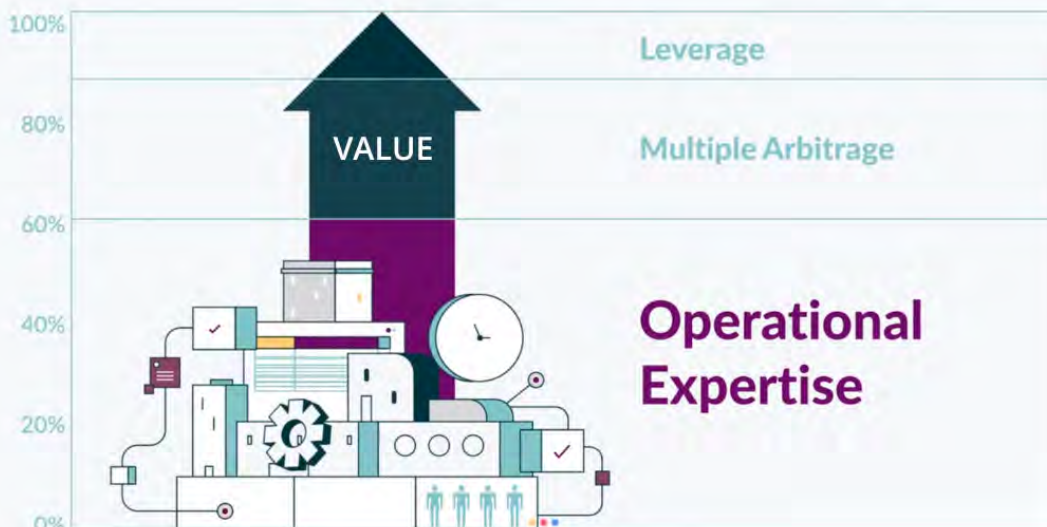 100%
Leverage
80%
VALUE
Multiple Arbitrage
60%
40%
Operational
Expertise
20%
0%